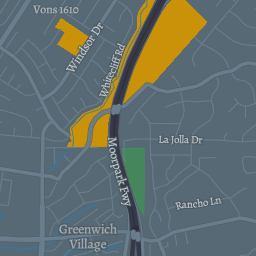 Vons 1610
Windsor Dr
Whitecliff Rd
La Jolla Dr
Moorpark Fwy
Rancho Ln
Greenwich
Village